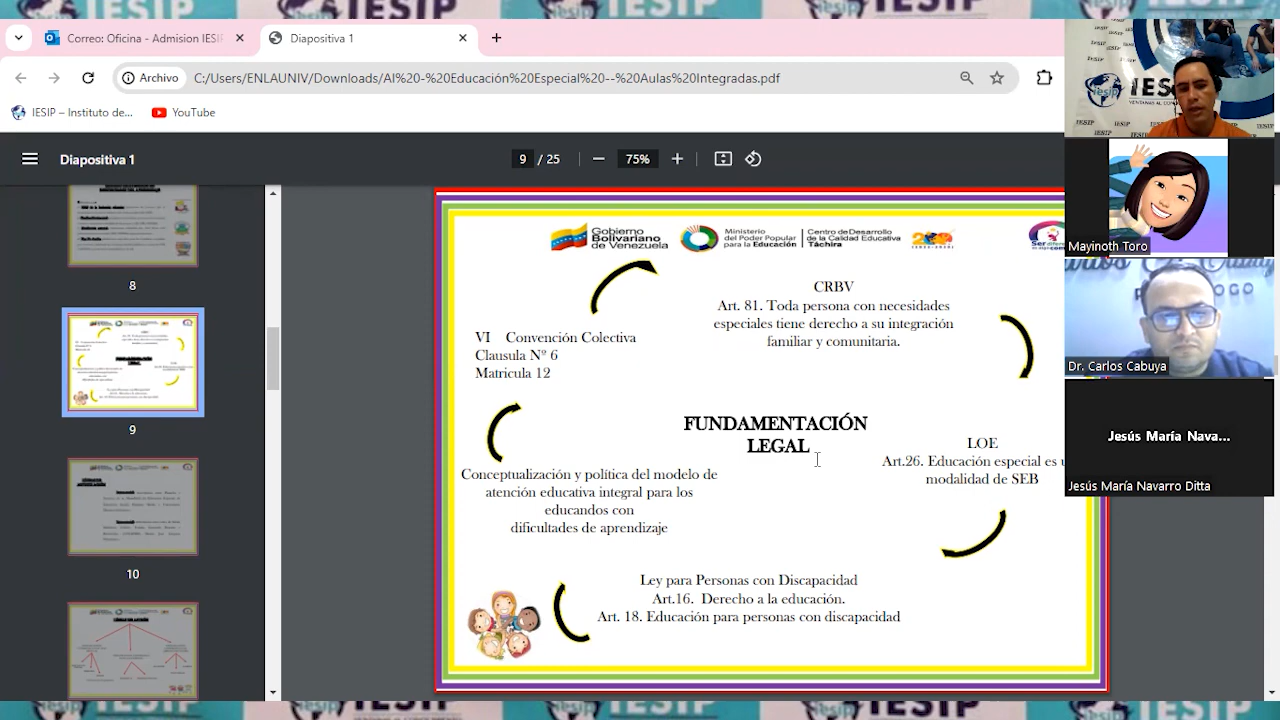 Correo: Oficina - Admision IESI
Diapositiva 1
Archivo
C:/Users/ENLAUNIV/Downloads/AI%20-%20Educacion%20Especial%20--%20Aulas%20Integradas.pdf
IESIP – Instituto de...
YouTube
Diapositiva 1
9 / 25
75%
8
9
10
Gobierno
Bolivariano
de Venezuela
Ministerio
del Poder Popular
para la Educación
Centro de Desarrollo
de la Calidad Educativa
Táchira
CRBV
Art. 81. Toda persona con necesidades
especiales tiene derecho a su integración
familiar y comunitaria.
VI Convención Colectiva
Clausula Nº 17
Matricula 12
FUNDAMENTACIÓN
LEGAL
LOE
Art.26. Educación especial es u
modalidad de SEB
Conceptualización y política del modelo de
atención educativa integral para los
educandos con
dificultades de aprendizaje
Ley para Personas con Discapacidad
Art.16. Derecho a la educación.
Art. 18. Educación para personas con discapacidad
Mayinoth Toro
Dr. Carlos Cabuya
Jesús María Nava...
Jesús María Navarro Ditta